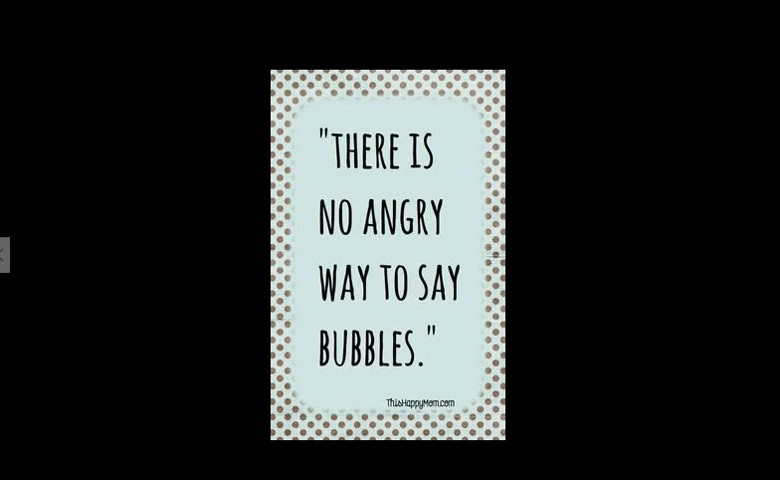 "THERE IS
NO ANGRY
WAY TO SAY
BUBBLES."
ThisHappyMom.com